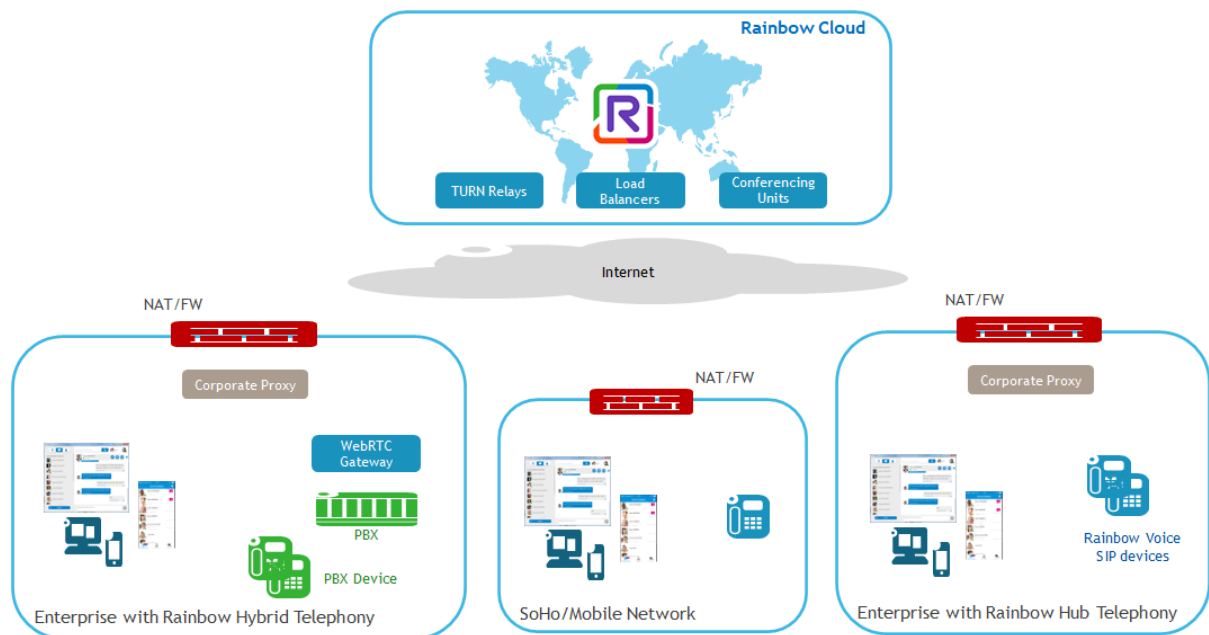 Rainbow Cloud
R
TURN Relays
Load
Balancers
Conferencing
Units
Internet
NAT/FW
Corporate Proxy
WebRTC
Gateway
PBX
PBX Device
Enterprise with Rainbow Hybrid Telephony
NAT/FW
SoHo/Mobile Network
NAT/FW
Corporate Proxy
Rainbow Voice
SIP devices
Enterprise with Rainbow Hub Telephony